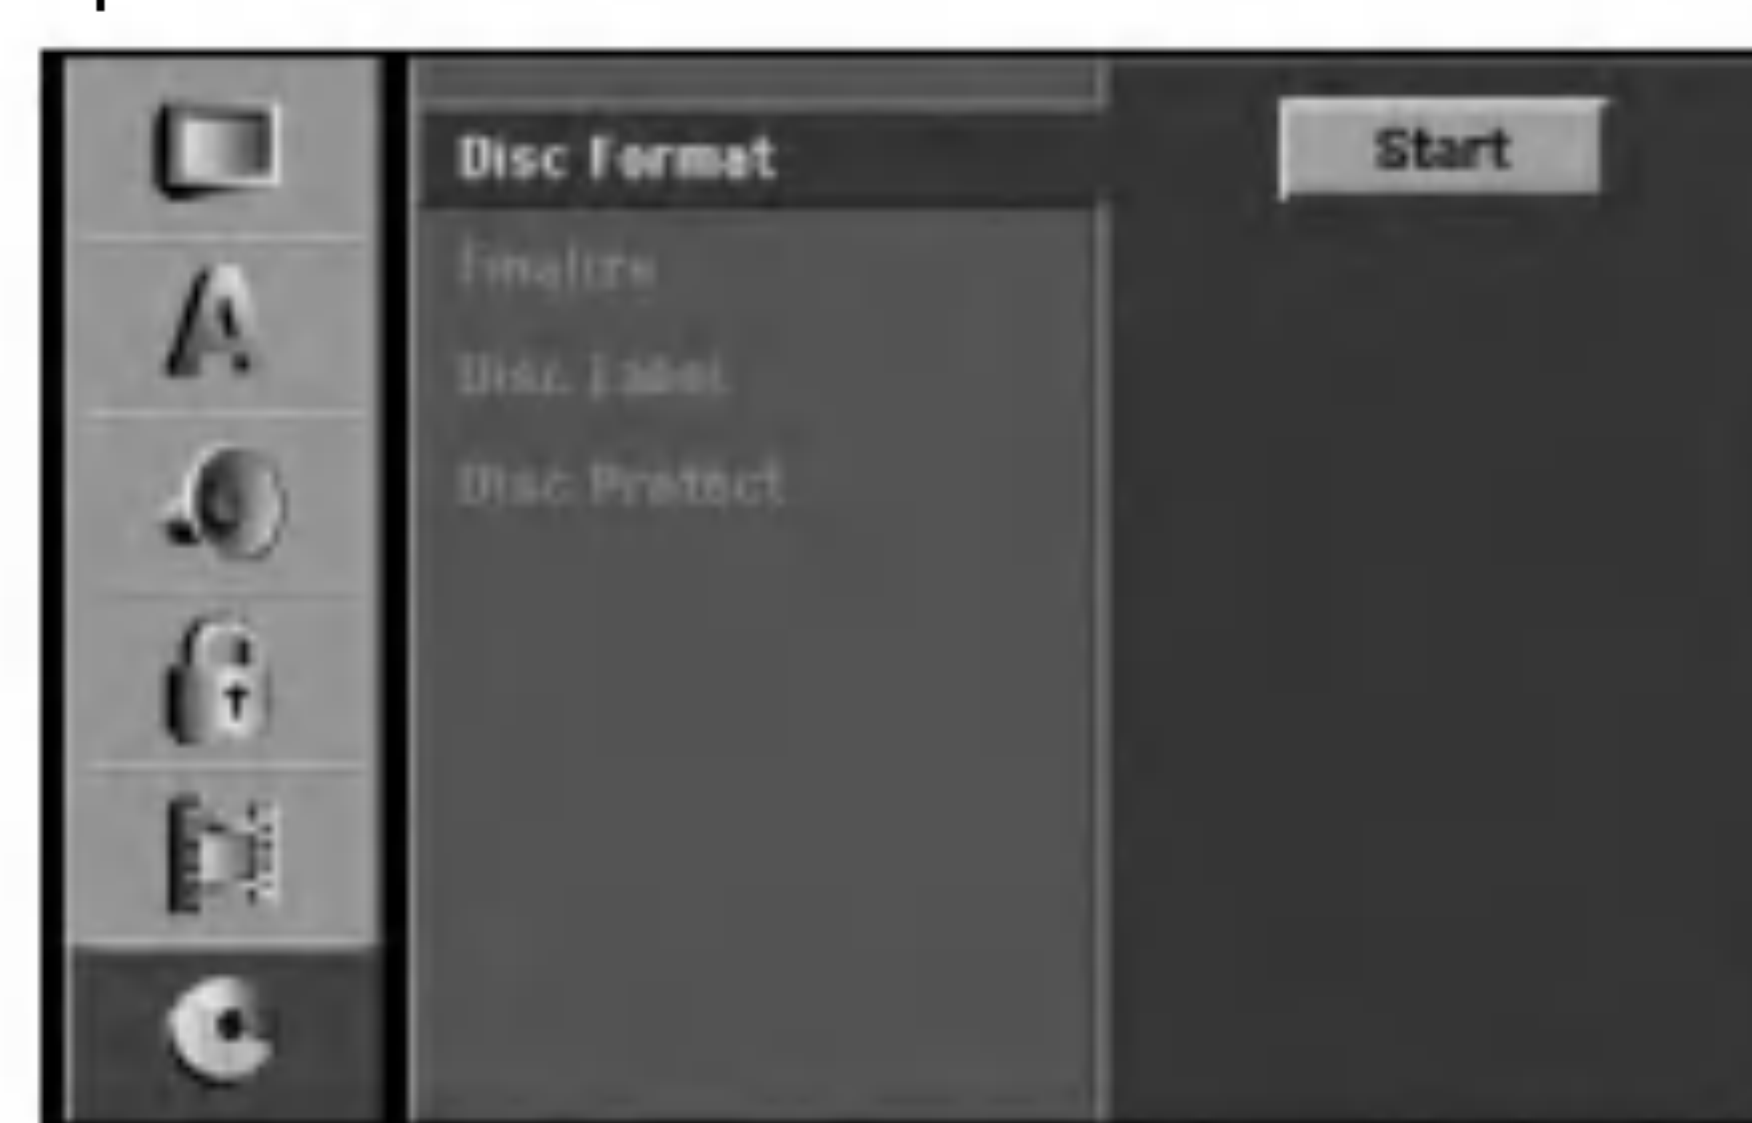 Disc Format
Start
Finalize
Disc Label
Disc Protect